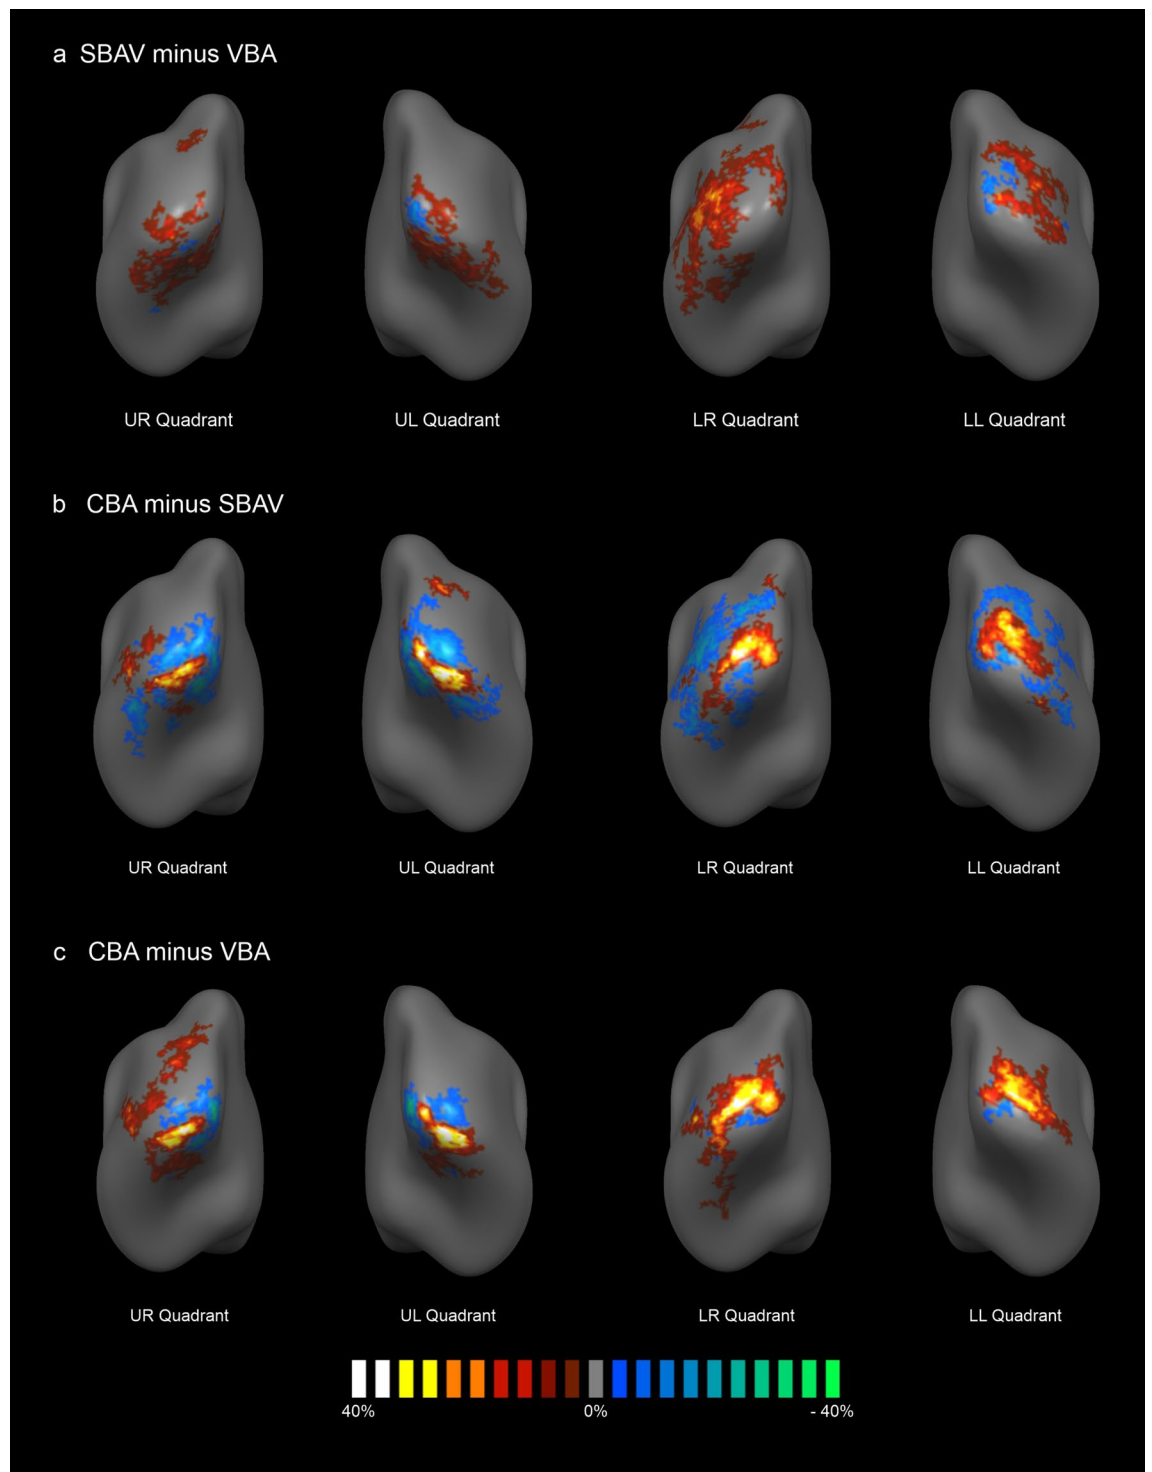 a SBAV minus VBA
UR Quadrant UL Quadrant LR Quadrant LL Quadrant
b CBA minus SBAV
UR Quadrant UL Quadrant LR Quadrant LL Quadrant
c CBA minus VBA
UR Quadrant UL Quadrant LR Quadrant LL Quadrant
40% 0% - 40%